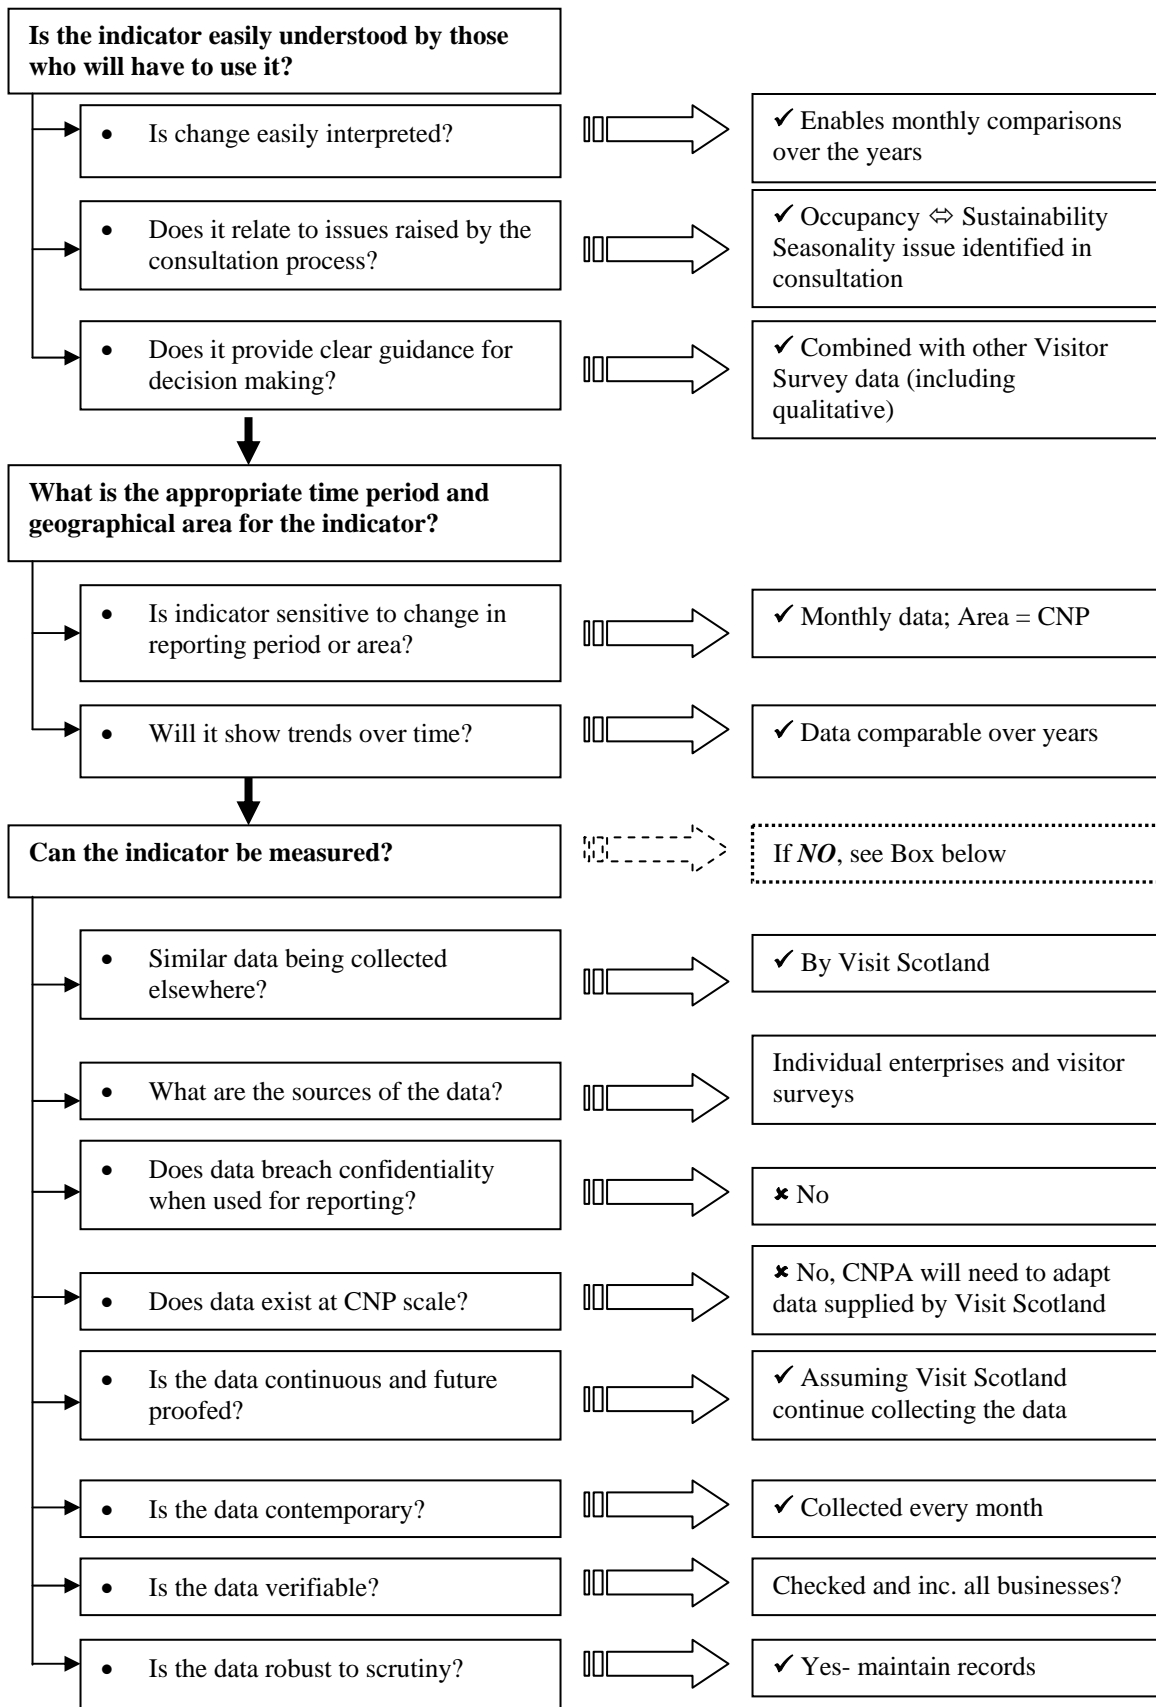 Is the indicator easily understood by those
who will have to use it?
• Is change easily interpreted?
✓ Enables monthly comparisons
over the years
• Does it relate to issues raised by the
consultation process?
✓ Occupancy ⇔ Sustainability
Seasonality issue identified in
consultation
• Does it provide clear guidance for
decision making?
✓ Combined with other Visitor
Survey data (including
qualitative)
What is the appropriate time period and
geographical area for the indicator?
• Is indicator sensitive to change in
reporting period or area?
✓ Monthly data; Area = CNP
• Will it show trends over time?
✓ Data comparable over years
Can the indicator be measured?
If NO, see Box below
• Similar data being collected
elsewhere?
✓ By Visit Scotland
• What are the sources of the data?
Individual enterprises and visitor
surveys
• Does data breach confidentiality
when used for reporting?
✖ No
• Does data exist at CNP scale?
✖ No, CNPA will need to adapt
data supplied by Visit Scotland
• Is the data continuous and future
proofed?
✓ Assuming Visit Scotland
continue collecting the data
• Is the data contemporary?
✓ Collected every month
• Is the data verifiable?
Checked and inc. all businesses?
• Is the data robust to scrutiny?
✓ Yes- maintain records